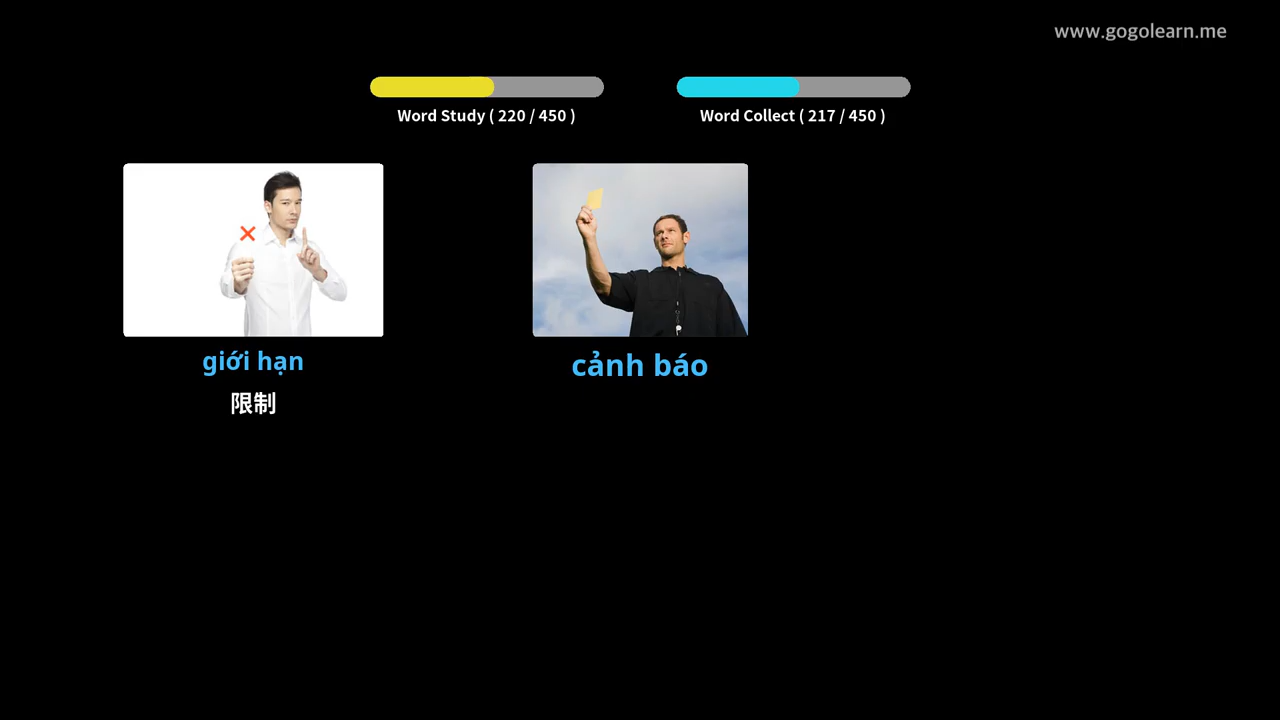 www.gogolearn.me
Word Study ( 220 / 450 )
Word Collect ( 217 / 450 )
giới hạn
限制
cảnh báo